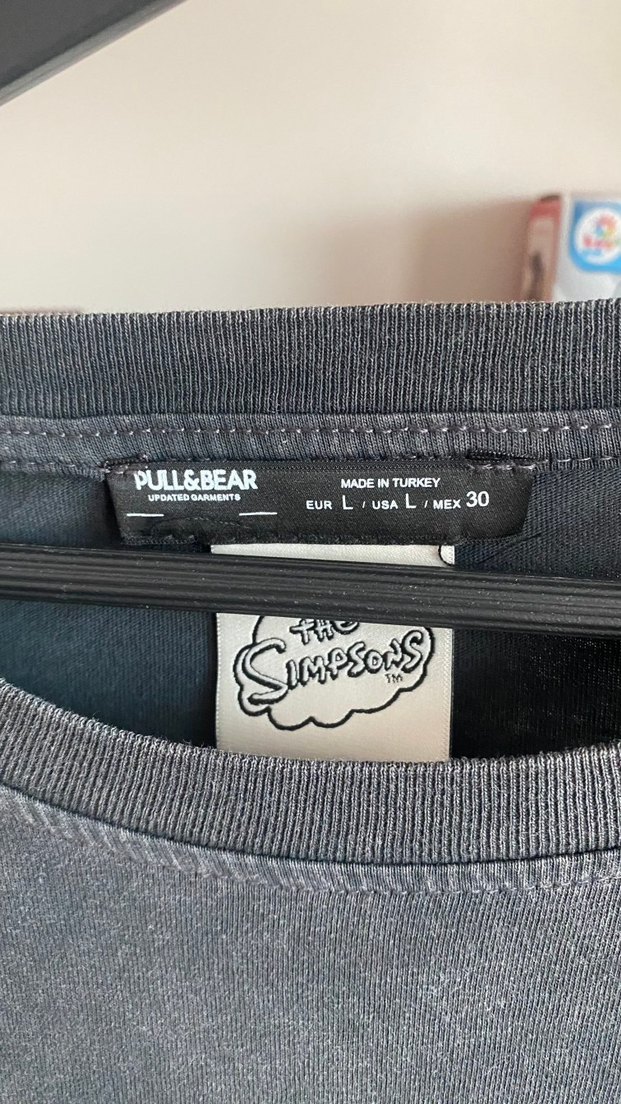 PULL&BEAR
UPDATED GARMENTS
MADE IN TURKEY
EUR L / USA L / MEX 30
THE
SIMPSONS
TM